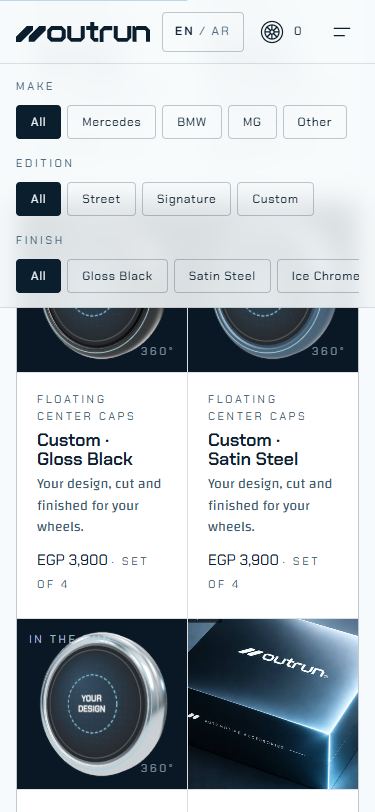 outrun
EN / AR
0
MAKE
All
Mercedes
BMW
MG
Other
EDITION
All
Street
Signature
Custom
FINISH
All
Gloss Black
Satin Steel
Ice Chrome
360°
360°
FLOATING
CENTER CAPS
Custom ·
Gloss Black
Your design, cut and
finished for your
wheels.
EGP 3,900 · SET
OF 4
FLOATING
CENTER CAPS
Custom ·
Satin Steel
Your design, cut and
finished for your
wheels.
EGP 3,900 · SET
OF 4
IN THE
YOUR
DESIGN
360°
outrun